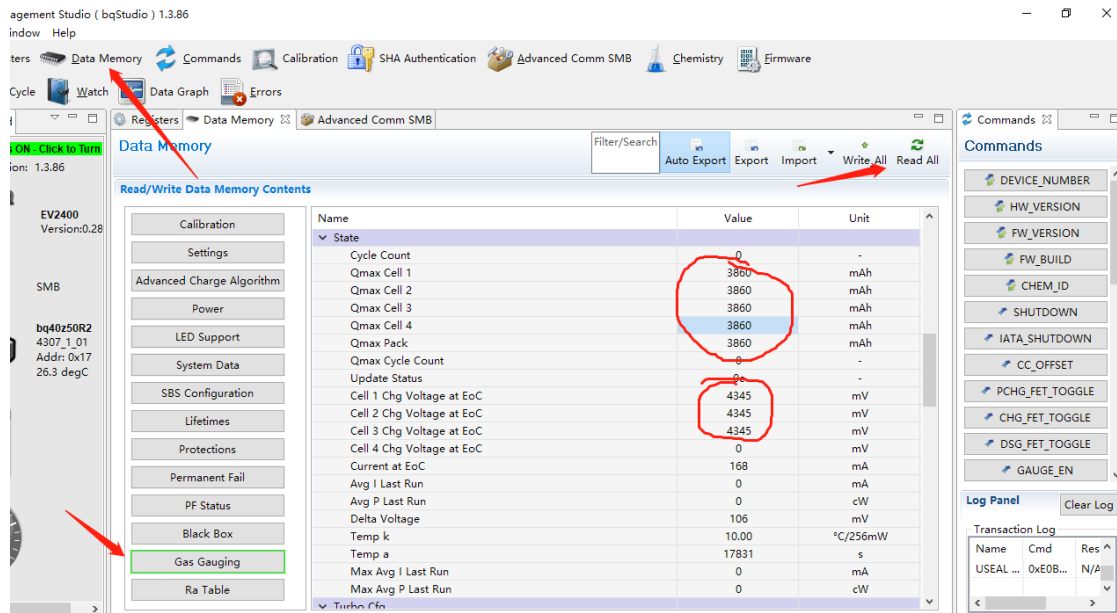 agement Studio ( bqStudio ) 1.3.86
indow Help
ters Data Memory Commands Calibration SHA Authentication Advanced Comm SMB Chemistry Firmware
Cycle Watch Data Graph Errors
Registers Data Memory Advanced Comm SMB
Commands
s ON - Click to Turn
ion: 1.3.86
EV2400
Version:0.28
SMB
bq40z50R2
4307_1_01
Addr: 0x17
26.3 degC
Data Memory
Filter/Search
Auto Export Export Import Write All Read All
Read/Write Data Memory Contents
Calibration
Settings
Advanced Charge Algorithm
Power
LED Support
System Data
SBS Configuration
Lifetimes
Protections
Permanent Fail
PF Status
Black Box
Gas Gauging
Ra Table
Name Value Unit
State
Cycle Count 0 -
Qmax Cell 1 3860 mAh
Qmax Cell 2 3860 mAh
Qmax Cell 3 3860 mAh
Qmax Cell 4 3860 mAh
Qmax Pack 3860 mAh
Qmax Cycle Count 0 -
Update Status 0e -
Cell 1 Chg Voltage at EoC 4345 mV
Cell 2 Chg Voltage at EoC 4345 mV
Cell 3 Chg Voltage at EoC 4345 mV
Cell 4 Chg Voltage at EoC 0 mV
Current at EoC 168 mA
Avg I Last Run 0 mA
Avg P Last Run 0 cW
Delta Voltage 106 mV
Temp k 10.00 °C/256mW
Temp a 17831 s
Max Avg I Last Run 0 mA
Max Avg P Last Run 0 cW
Turbo Cfg
Commands
DEVICE_NUMBER
HW_VERSION
FW_VERSION
FW_BUILD
CHEM_ID
SHUTDOWN
IATA_SHUTDOWN
CC_OFFSET
PCHG_FET_TOGGLE
CHG_FET_TOGGLE
DSG_FET_TOGGLE
GAUGE_EN
Log Panel
Clear Log
Transaction Log
Name Cmd Res
USEAL ... 0xE0B... N/A